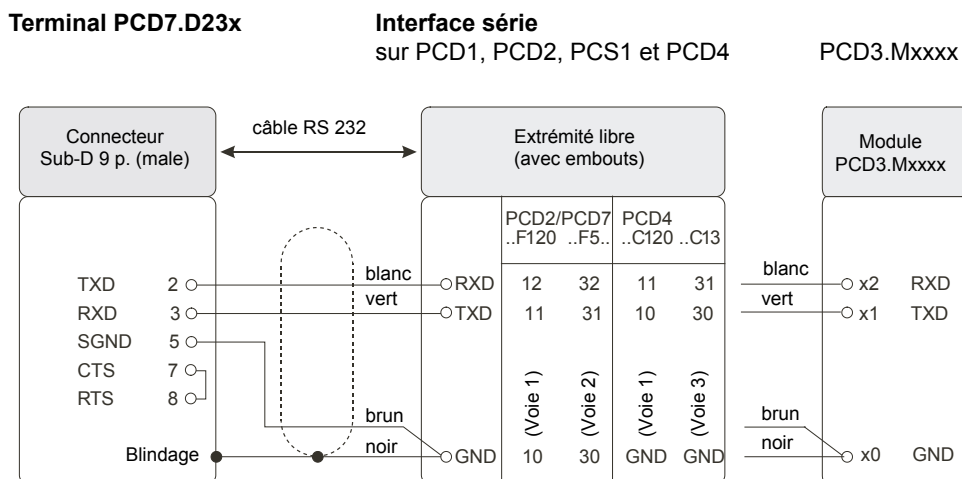 Terminal PCD7.D23x
Interface série
sur PCD1, PCD2, PCS1 et PCD4
PCD3.Mxxxx
Connecteur
Sub-D 9 p. (male)
câble RS 232
Extrémité libre
(avec embouts)
Module
PCD3.Mxxxx
PCD2/PCD7 PCD4
..F120 ..F5.. ..C120 ..C13
TXD 2 blanc RXD 12 32 11 31 blanc x2 RXD
RXD 3 vert TXD 11 31 10 30 vert x1 TXD
SGND 5
CTS 7
RTS 8
(Voie 1) (Voie 2) (Voie 1) (Voie 3)
brun brun
Blindage noir GND 10 30 GND GND noir x0 GND